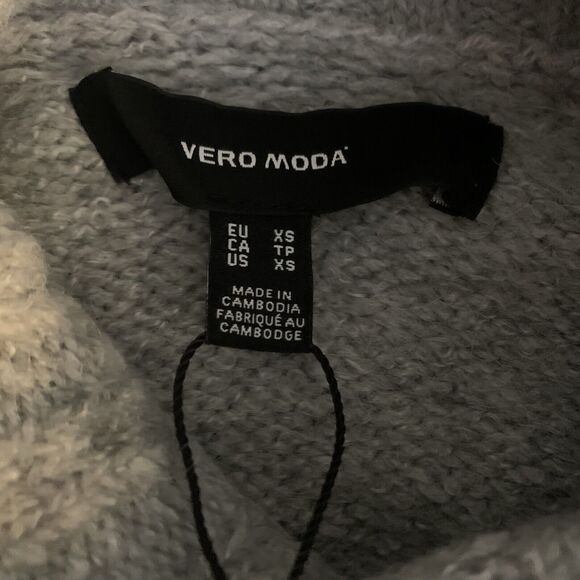 VERO MODA
EU XS
CA TP
US XS
MADE IN
CAMBODIA
FABRIQUÉ AU
CAMBODGE